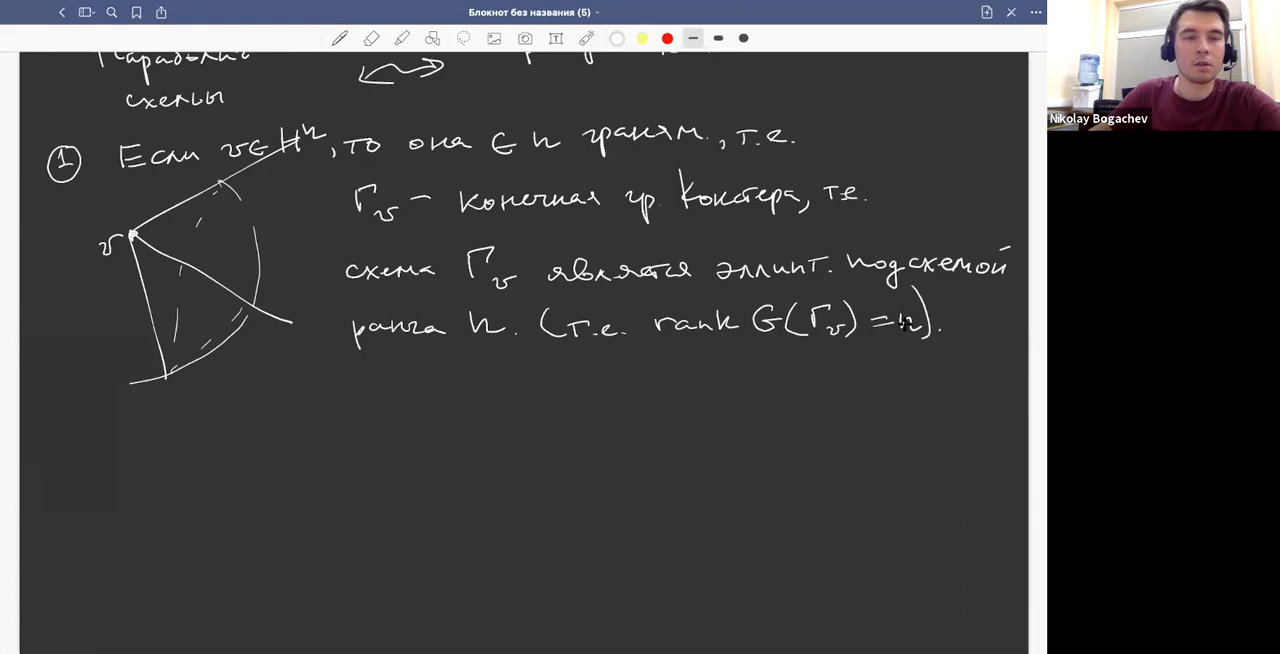 Блокнот без названия (5)
Nikolay Bogachev
схемы
① Если v ∈ Hⁿ, то она ∈ n граням, т.е.
Γᵥ – конечная гр. Кокстера, т.е.
v
схема Γᵥ является эллипт. подсхемой
ранга n. (т.е. rank G(Γᵥ) = n).